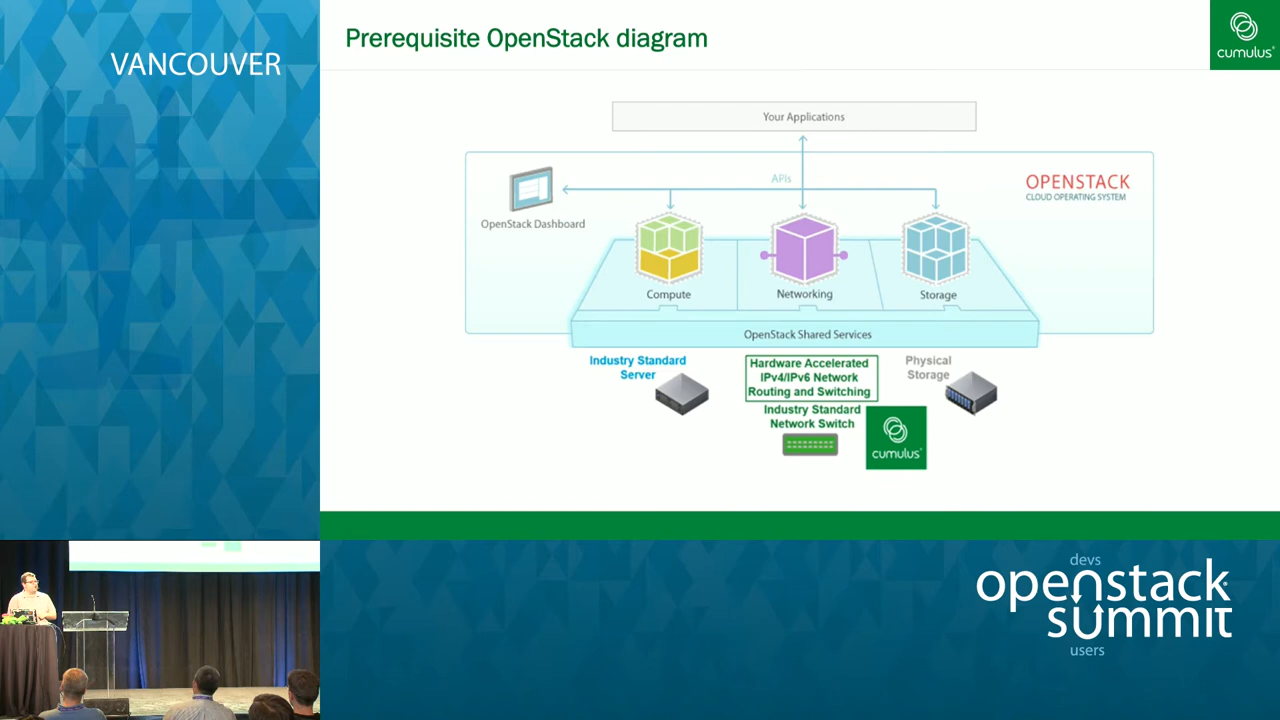 VANCOUVER
Prerequisite OpenStack diagram
cumulus®
Your Applications
APIs
OPENSTACK
CLOUD OPERATING SYSTEM
OpenStack Dashboard
Compute
Networking
Storage
OpenStack Shared Services
Industry Standard
Server
Hardware Accelerated
IPv4/IPv6 Network
Routing and Switching
Physical
Storage
Industry Standard
Network Switch
cumulus®
devs
openstack®
summit
users